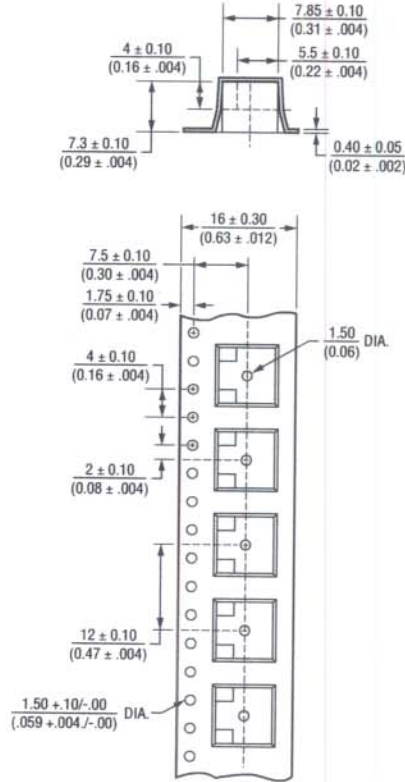 7.85 ± 0.10
(0.31 ± .004)
4 ± 0.10
(0.16 ± .004)
5.5 ± 0.10
(0.22 ± .004)
7.3 ± 0.10
(0.29 ± .004)
0.40 ± 0.05
(0.02 ± .002)
16 ± 0.30
(0.63 ± .012)
7.5 ± 0.10
(0.30 ± .004)
1.75 ± 0.10
(0.07 ± .004)
1.50
(0.06)
DIA.
4 ± 0.10
(0.16 ± .004)
2 ± 0.10
(0.08 ± .004)
12 ± 0.10
(0.47 ± .004)
1.50 +.10/-.00
(.059 +.004./-.00)
DIA.